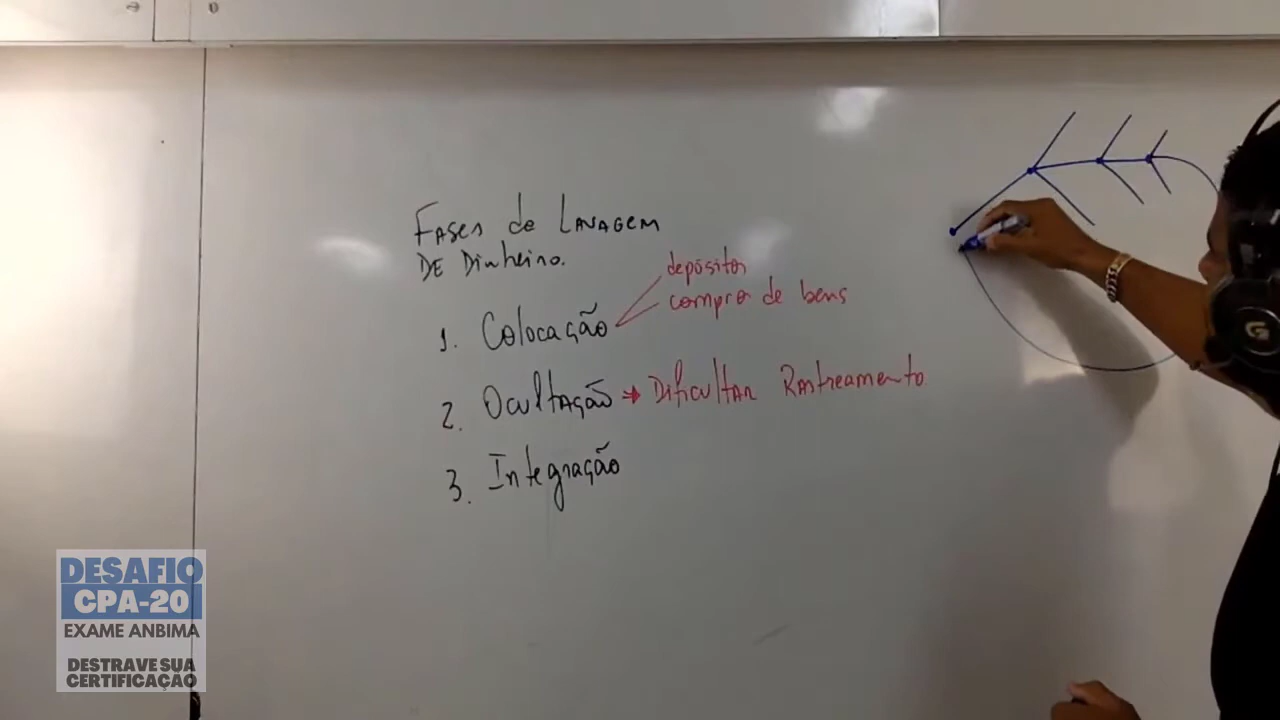 Fases de Lavagem
DE Dinheiro.
1. Colocação
depósitos
compra de bens
2. Ocultação → Dificultar Rastreamento
3. Integração
DESAFIO
CPA-20
EXAME ANBIMA
DESTRAVE SUA
CERTIFICAÇÃO
G